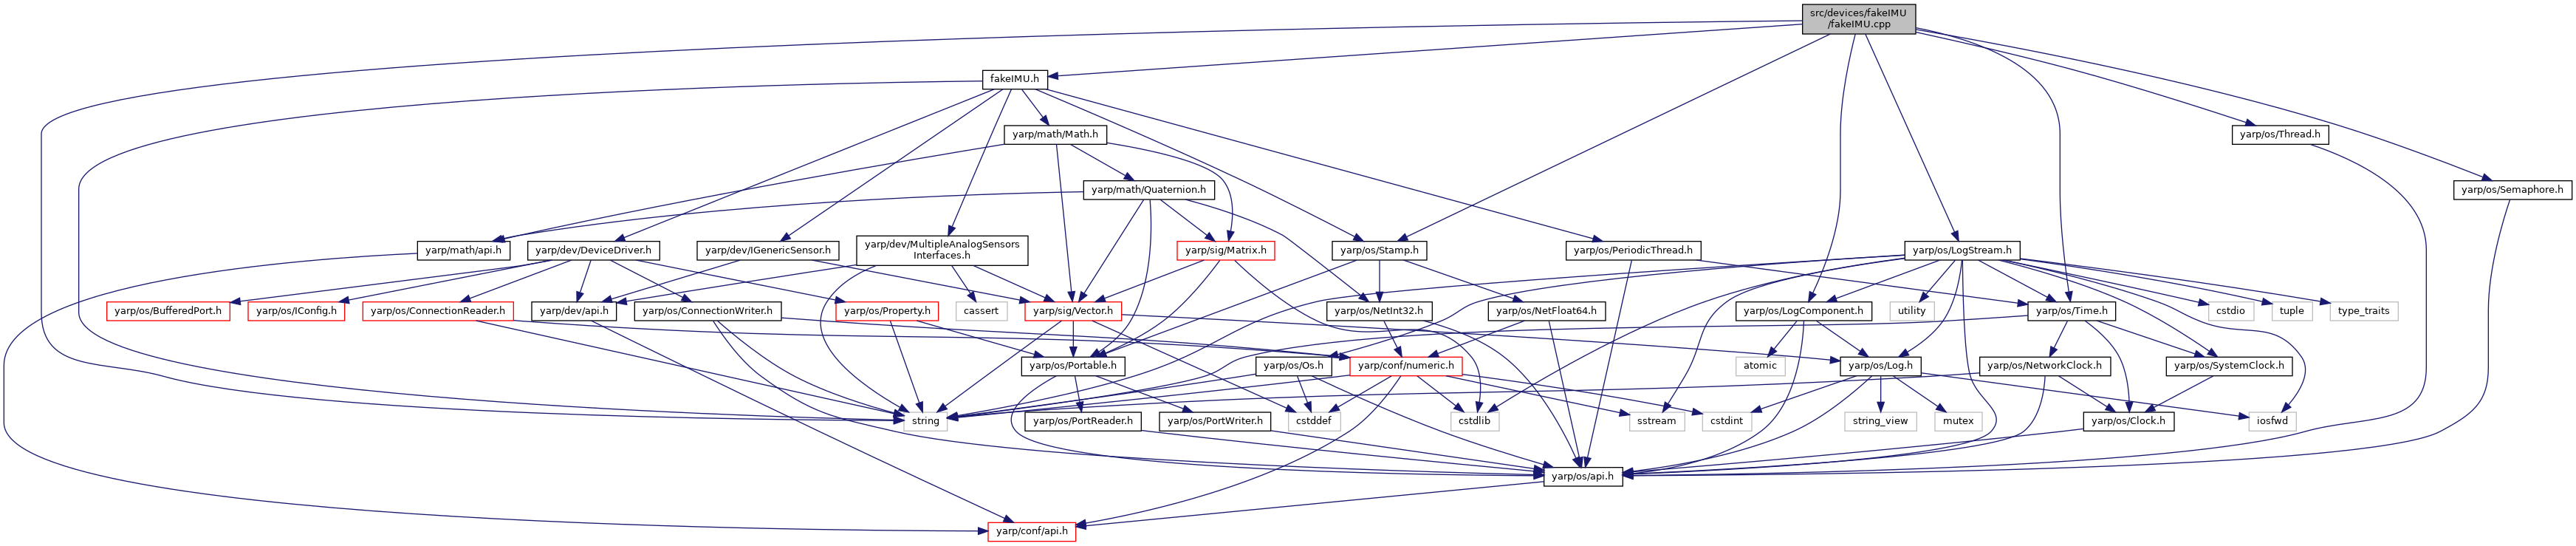 src/devices/fakeIMU
/fakeIMU.cpp
fakeIMU.h
yarp/math/Math.h
yarp/os/Thread.h
yarp/math/Quaternion.h
yarp/os/Semaphore.h
yarp/math/api.h
yarp/dev/DeviceDriver.h
yarp/dev/IGenericSensor.h
yarp/dev/MultipleAnalogSensors
Interfaces.h
yarp/sig/Matrix.h
yarp/os/Stamp.h
yarp/os/PeriodicThread.h
yarp/os/LogStream.h
yarp/os/BufferedPort.h
yarp/os/IConfig.h
yarp/os/ConnectionReader.h
yarp/dev/api.h
yarp/os/ConnectionWriter.h
yarp/os/Property.h
cassert
yarp/sig/Vector.h
yarp/os/NetInt32.h
yarp/os/NetFloat64.h
yarp/os/LogComponent.h
utility
yarp/os/Time.h
cstdio
tuple
type_traits
yarp/os/Portable.h
yarp/os/Os.h
yarp/conf/numeric.h
atomic
yarp/os/Log.h
yarp/os/NetworkClock.h
yarp/os/SystemClock.h
string
yarp/os/PortReader.h
yarp/os/PortWriter.h
cstddef
cstdlib
sstream
cstdint
string_view
mutex
yarp/os/Clock.h
iosfwd
yarp/os/api.h
yarp/conf/api.h